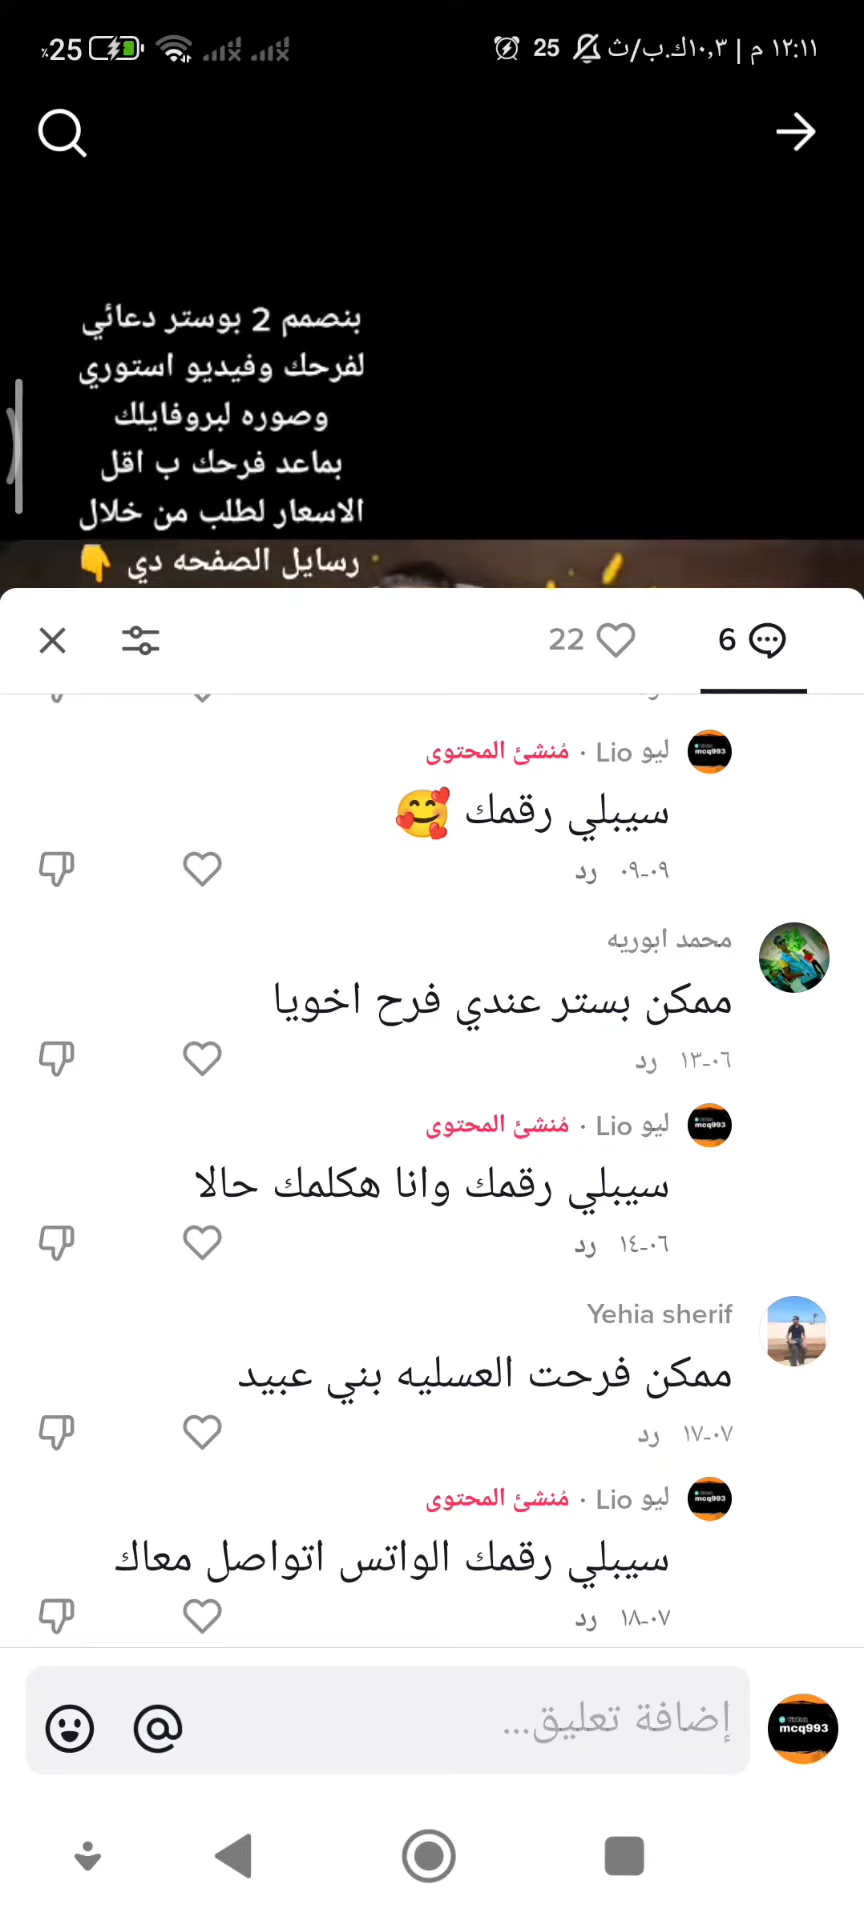 ١٢:١١ م | ١٠,٣ك.ب/ث 25
25%
بنصمم 2 بوستر دعائي
لفرحك وفيديو استوري
وصوره لبروفايلك
بماعد فرحك ب اقل
الاسعار لطلب من خلال
رسايل الصفحه دي 👇
6 22
ليو Lio · مُنشئ المحتوى
سيبلي رقمك 🥰
٠٩-٠٩ رد
محمد ابوريه
ممكن بستر عندي فرح اخويا
٠٦-١٣ رد
ليو Lio · مُنشئ المحتوى
سيبلي رقمك وانا هكلمك حالا
٠٦-١٤ رد
Yehia sherif
ممكن فرحت العسليه بني عبيد
٠٧-١٧ رد
ليو Lio · مُنشئ المحتوى
سيبلي رقمك الواتس اتواصل معاك
٠٧-١٨ رد
إضافة تعليق...
TikTok
mcq993